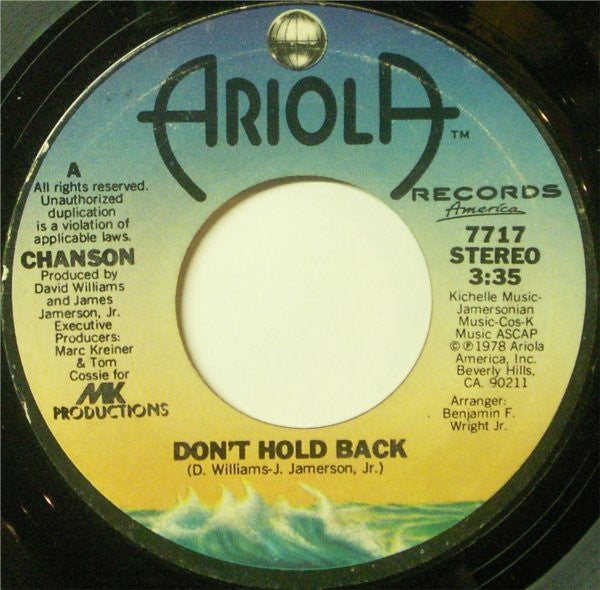 ARIOLA™
RECORDS
America
A
All rights reserved.
Unauthorized
duplication
is a violation of
applicable laws.
CHANSON
Produced by
David Williams
and James
Jamerson, Jr.
Executive
Producers:
Marc Kreiner
& Tom
Cossie for
MK
PRODUCTIONS
7717
STEREO
3:35
Kichelle Music-
Jamersonian
Music-Cos-K
Music ASCAP
©℗1978 Ariola
America, Inc.
Beverly Hills,
CA. 90211
Arranger:
Benjamin F.
Wright Jr.
DON'T HOLD BACK
(D. Williams-J. Jamerson, Jr.)